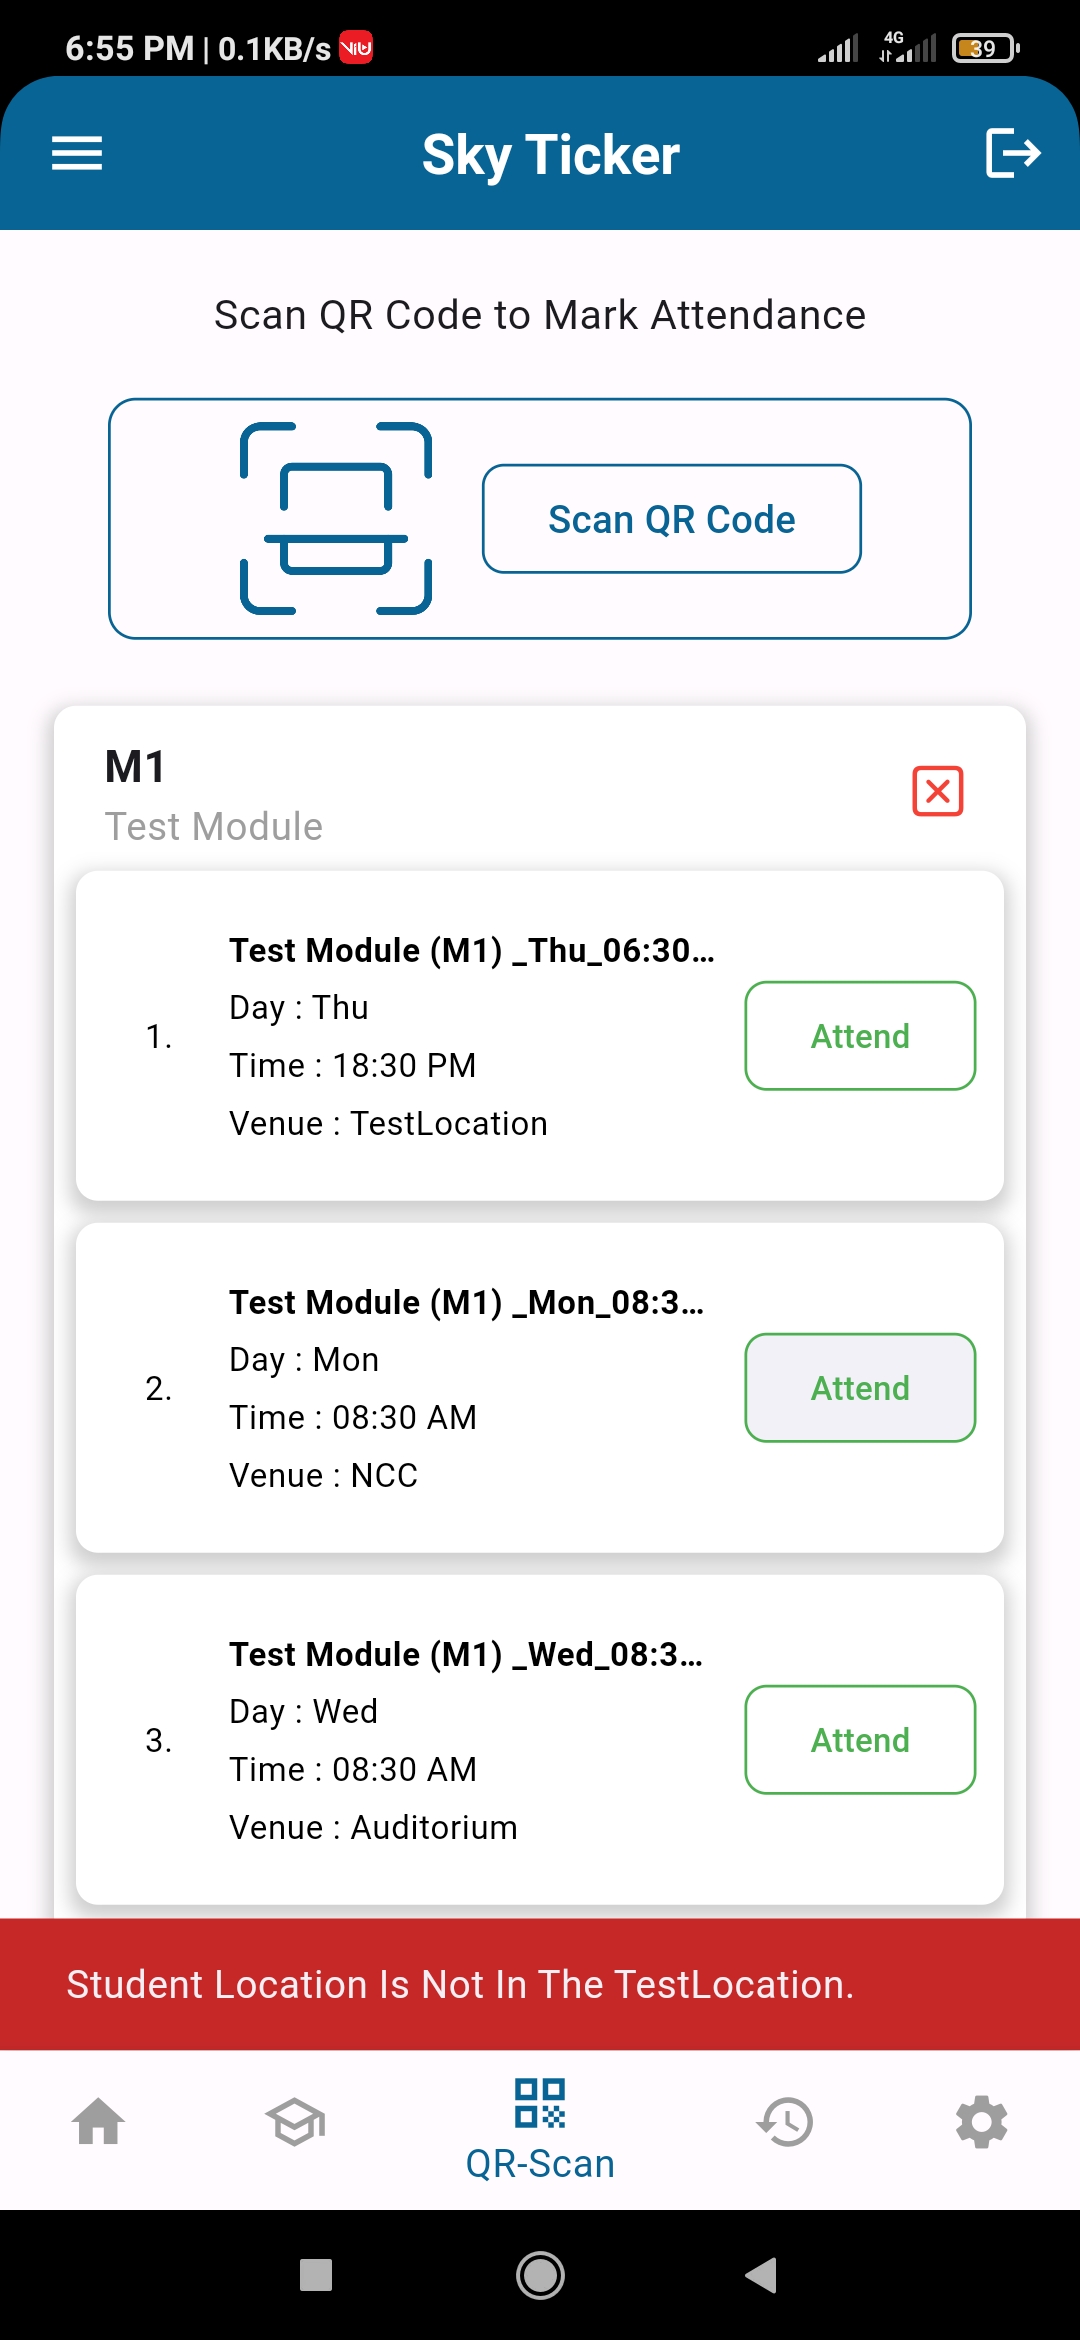 6:55 PM | 0.1KB/s viu
4G
39
Sky Ticker
Scan QR Code to Mark Attendance
Scan QR Code
M1
Test Module
Test Module (M1) _Thu_06:30...
Day : Thu
1.
Attend
Time : 18:30 PM
Venue : TestLocation
Test Module (M1) _Mon_08:3...
Day : Mon
2.
Attend
Time : 08:30 AM
Venue : NCC
Test Module (M1) _Wed_08:3...
Day : Wed
3.
Attend
Time : 08:30 AM
Venue : Auditorium
Student Location Is Not In The TestLocation.
QR-Scan